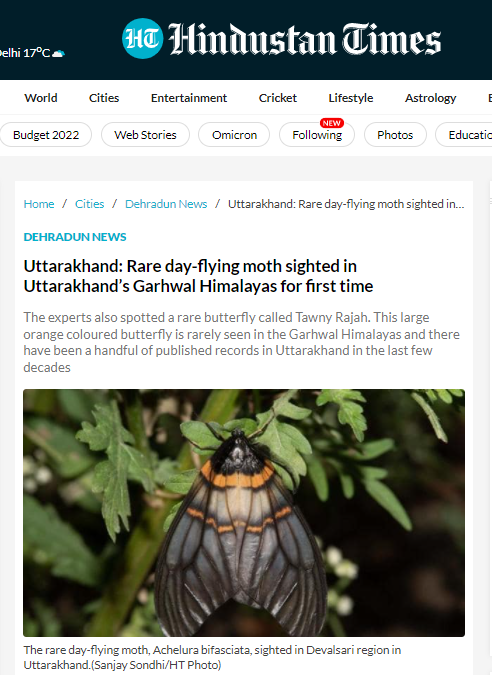 elhi 17°C
HT Hindustan Times
World Cities Entertainment Cricket Lifestyle Astrology
NEW
Budget 2022 Web Stories Omicron Following Photos Educatio
Home / Cities / Dehradun News / Uttarakhand: Rare day-flying moth sighted in...
DEHRADUN NEWS
Uttarakhand: Rare day-flying moth sighted in
Uttarakhand's Garhwal Himalayas for first time
The experts also spotted a rare butterfly called Tawny Rajah. This large
orange coloured butterfly is rarely seen in the Garhwal Himalayas and there
have been a handful of published records in Uttarakhand in the last few
decades
The rare day-flying moth, Achelura bifasciata, sighted in Devalsari region in
Uttarakhand.(Sanjay Sondhi/HT Photo)